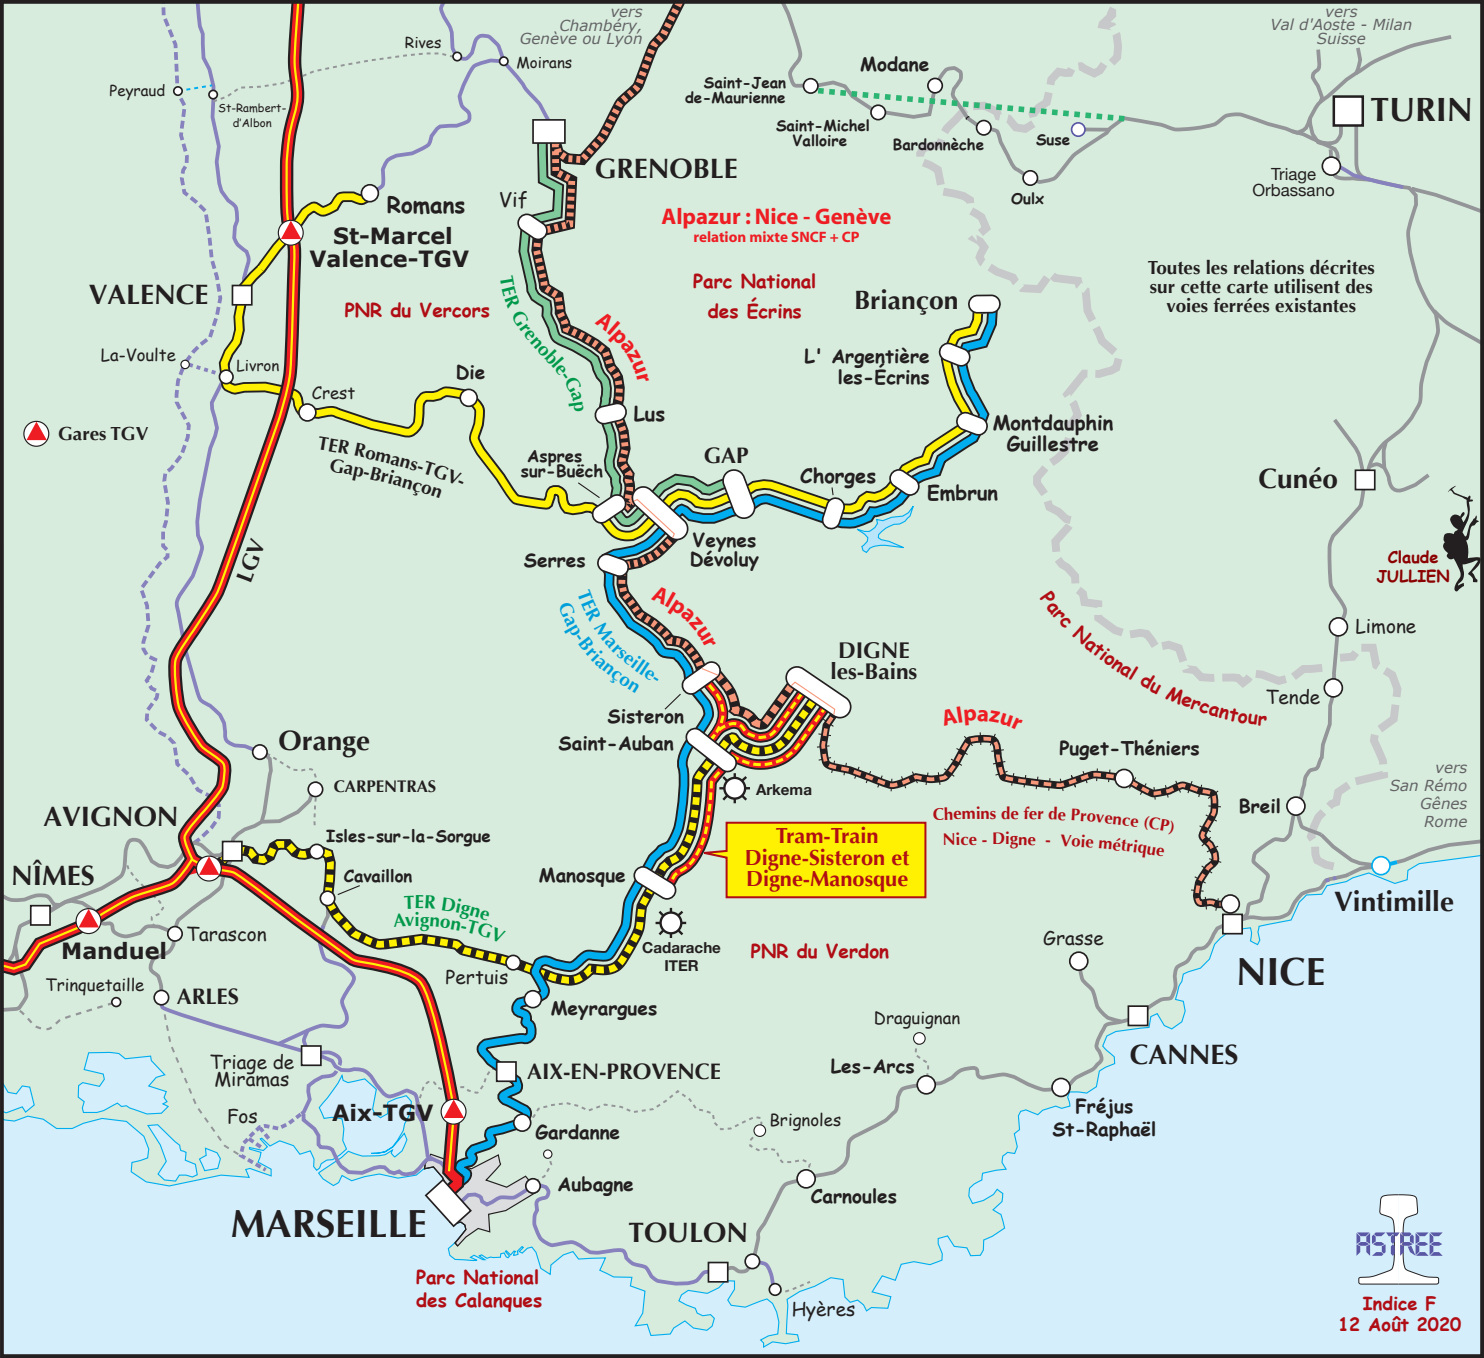 vers
Chambéry,
Genève ou Lyon
vers
Val d'Aoste - Milan
Suisse
Rives
Moirans
Peyraud
St-Rambert-
d'Albon
Saint-Jean
de-Maurienne
Modane
Saint-Michel
Valloire
Bardonnèche
Suse
Oulx
TURIN
Triage
Orbassano
GRENOBLE
Vif
Romans
St-Marcel
Valence-TGV
Alpazur : Nice - Genève
relation mixte SNCF + CP
Toutes les relations décrites
sur cette carte utilisent des
voies ferrées existantes
VALENCE
PNR du Vercors
Parc National
des Écrins
Briançon
TER Grenoble-Gap
Alpazur
La-Voulte
Livron
L' Argentière
les-Écrins
Crest
Die
Lus
Montdauphin
Guillestre
Gares TGV
TER Romans-TGV-
Gap-Briançon
Aspres
sur-Buëch
GAP
Chorges
Embrun
Cunéo
LGV
Serres
Veynes
Dévoluy
Claude
JULLIEN
TER Marseille-
Gap-Briançon
Alpazur
Parc National du Mercantour
Limone
Tende
DIGNE
les-Bains
Sisteron
Saint-Auban
Alpazur
Puget-Théniers
Orange
CARPENTRAS
Arkema
vers
San Rémo
Gênes
Rome
Breil
AVIGNON
Isles-sur-la-Sorgue
Chemins de fer de Provence (CP)
Nice - Digne - Voie métrique
Tram-Train
Digne-Sisteron et
Digne-Manosque
NÎMES
Cavaillon
Manosque
TER Digne
Avignon-TGV
Vintimille
Manduel
Tarascon
Cadarache
ITER
PNR du Verdon
Grasse
NICE
Pertuis
Trinquetaille
ARLES
Meyrargues
Draguignan
CANNES
Triage de
Miramas
AIX-EN-PROVENCE
Les-Arcs
Fos
Aix-TGV
Gardanne
Brignoles
Fréjus
St-Raphaël
Aubagne
Carnoules
MARSEILLE
TOULON
Parc National
des Calanques
Hyères
ASTREE
Indice F
12 Août 2020